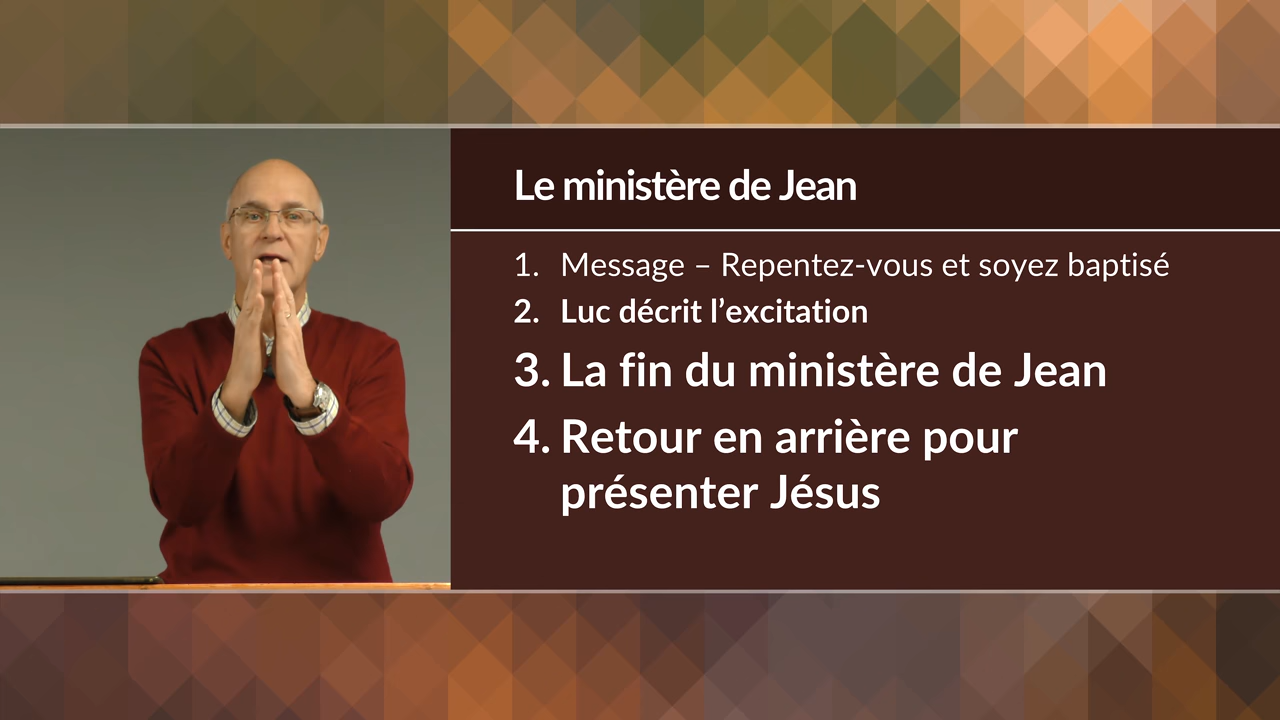 Le ministère de Jean
1. Message – Repentez-vous et soyez baptisé
2. Luc décrit l’excitation
3. La fin du ministère de Jean
4. Retour en arrière pour
présenter Jésus